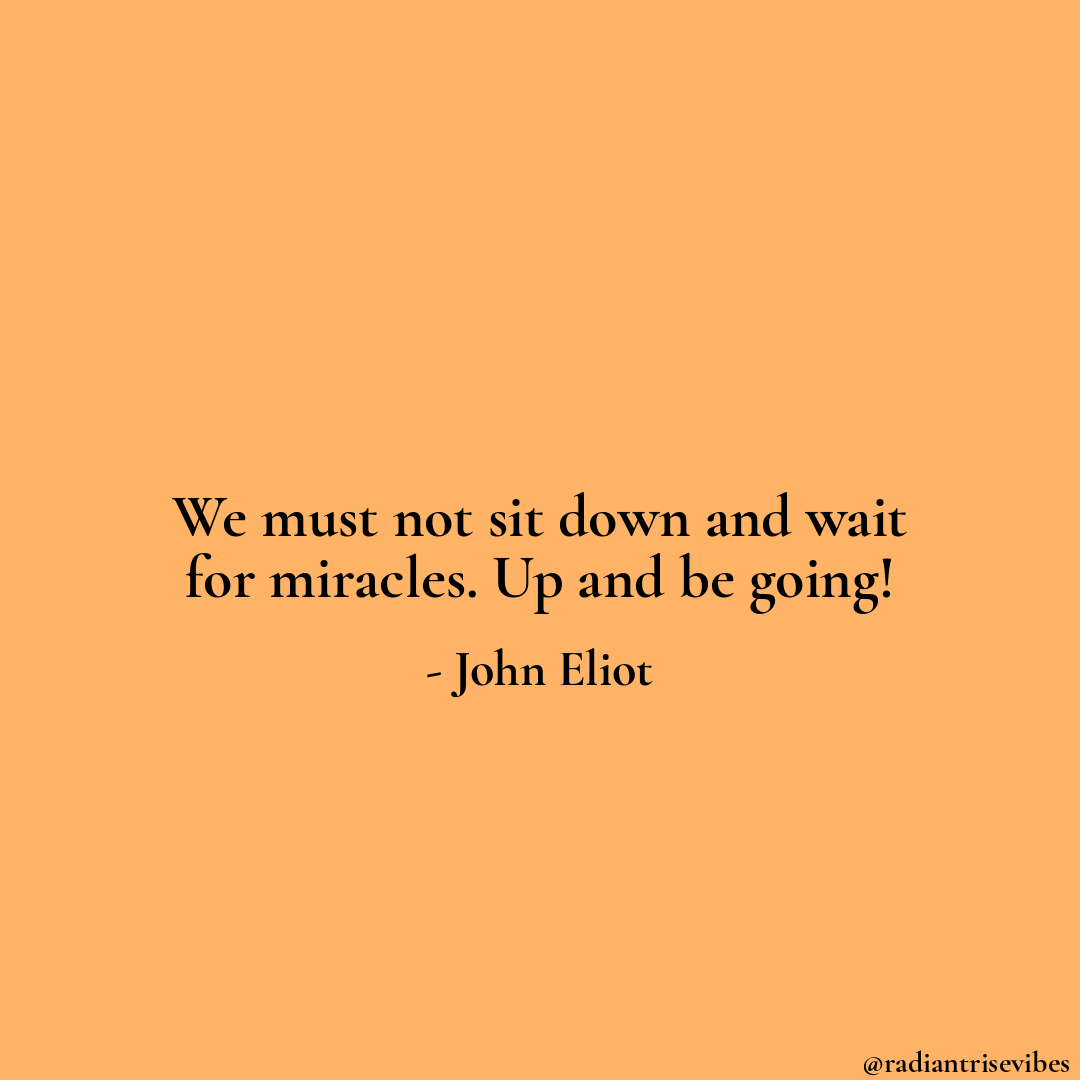 We must not sit down and wait
for miracles. Up and be going!
- John Eliot
@radiantrisevibes